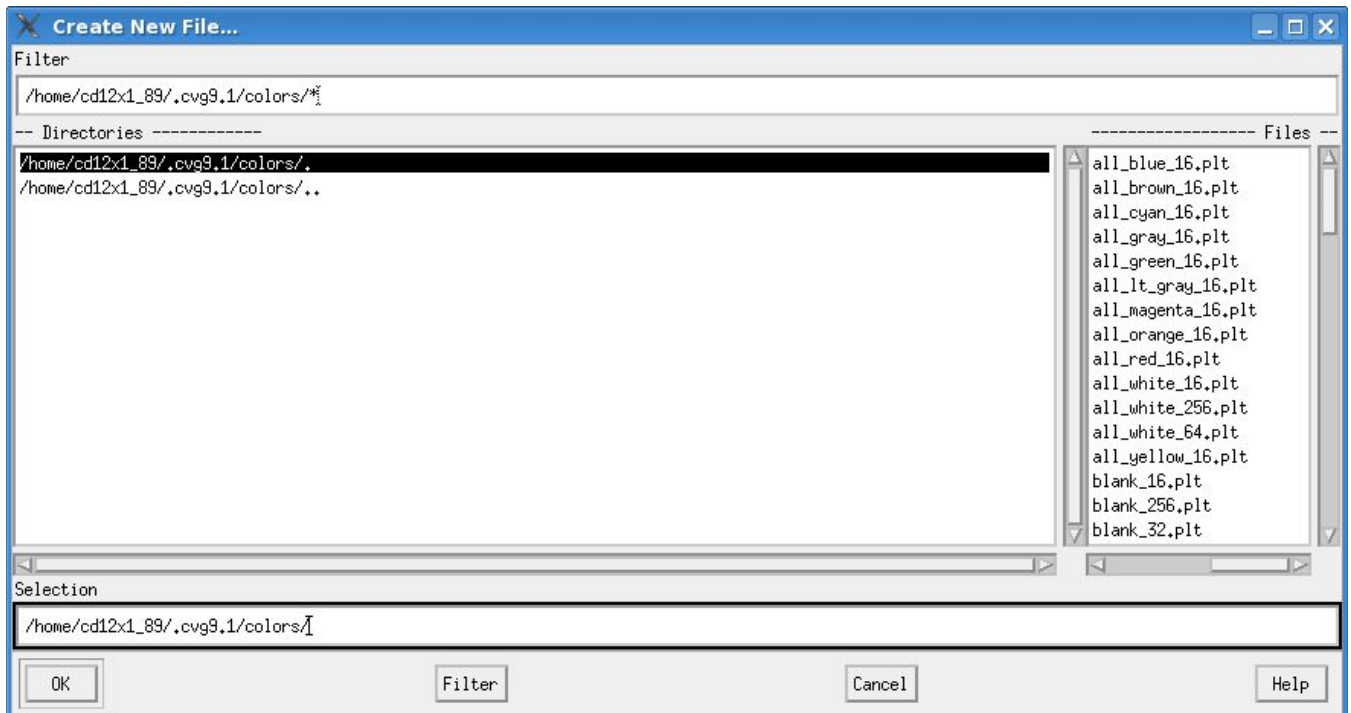 Create New File...
Filter
/home/cd12x1_89/.cvg9.1/colors/*
-- Directories ------------
------------------ Files --
/home/cd12x1_89/.cvg9.1/colors/.
/home/cd12x1_89/.cvg9.1/colors/..
all_blue_16.plt
all_brown_16.plt
all_cyan_16.plt
all_gray_16.plt
all_green_16.plt
all_lt_gray_16.plt
all_magenta_16.plt
all_orange_16.plt
all_red_16.plt
all_white_16.plt
all_white_256.plt
all_white_64.plt
all_yellow_16.plt
blank_16.plt
blank_256.plt
blank_32.plt
Selection
/home/cd12x1_89/.cvg9.1/colors/
OK Filter Cancel Help